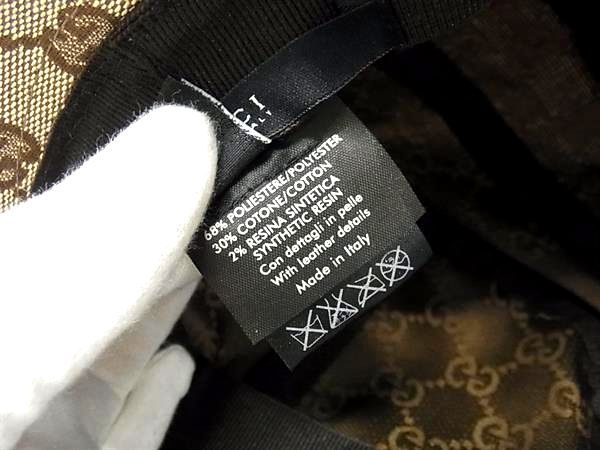 C I
68% POLIESTERE/POLYESTER
30% COTONE/COTTON
2% RESINA SINTETICA
SYNTHETIC RESIN
Con dettagli in pelle
With leather details
Made in Italy